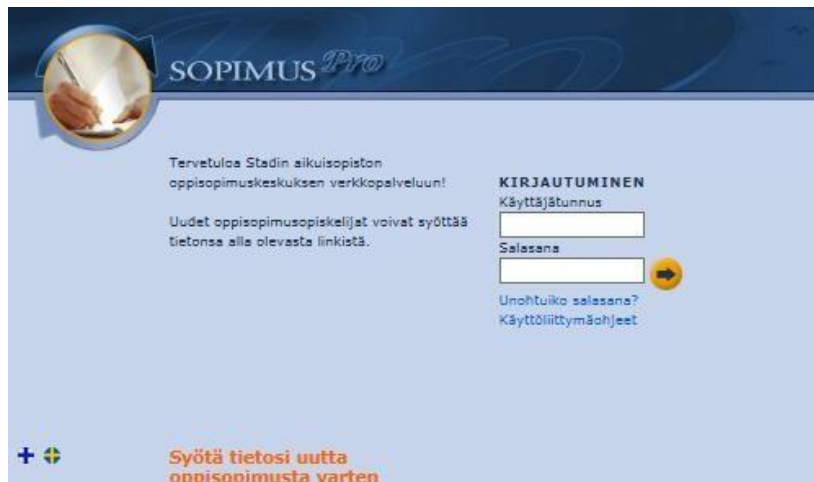 SOPIMUS Pro
Tervetuloa Stadin aikuisopiston
oppisopimuskeskuksen verkkopalveluun!
Uudet oppisopimusopiskelijat voivat syöttää
tietonsa alla olevasta linkistä.
KIRJAUTUMINEN
Käyttäjätunnus
Salasana
Unohtuiko salasana?
Käyttöliittymäohjeet
Syötä tietosi uutta
oppisopimusta varten